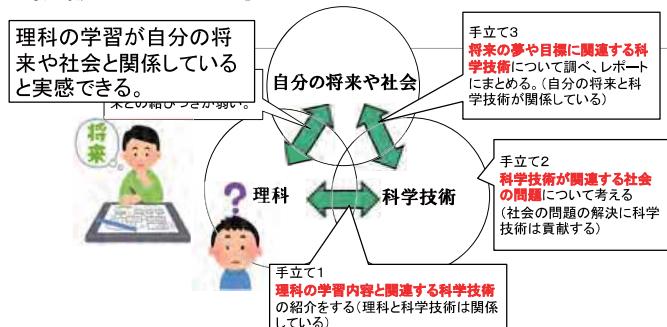 理科の学習が自分の将
来や社会と関係している
と実感できる。
来との結びつきが弱い。
自分の将来や社会
手立て3
将来の夢や目標に関連する科
学技術について調べ、レポート
にまとめる。(自分の将来と科
学技術が関係している)
将来
理科
科学技術
手立て2
科学技術が関連する社会
の問題について考える
(社会の問題の解決に科学
技術は貢献する)
?
手立て1
理科の学習内容と関連する科学技術
の紹介をする(理科と科学技術は関係
している)